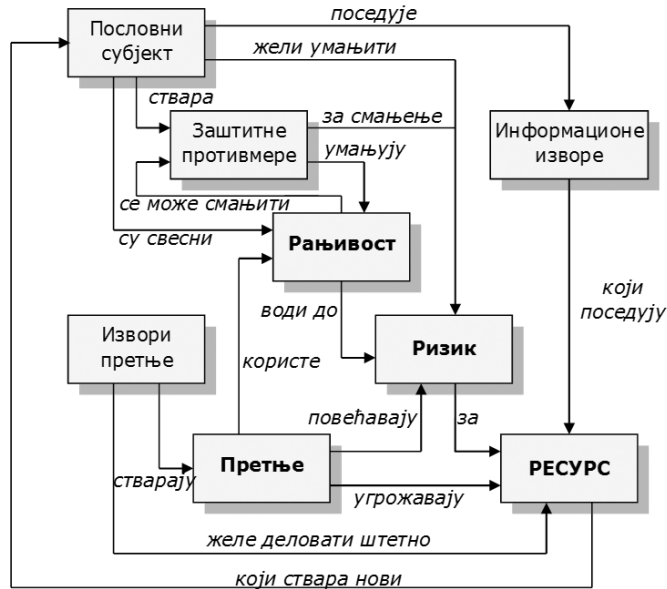 поседује
Пословни
субјект
жели умањити
ствара
за смањење
Заштитне
противмере
Информационе
изворе
умањују
се може смањити
су свесни
Рањивост
који
поседују
води до
Извори
претње
Ризик
користе
повећавају
за
Претње
РЕСУРС
стварају
угрожавају
желе деловати штетно
који ствара нови